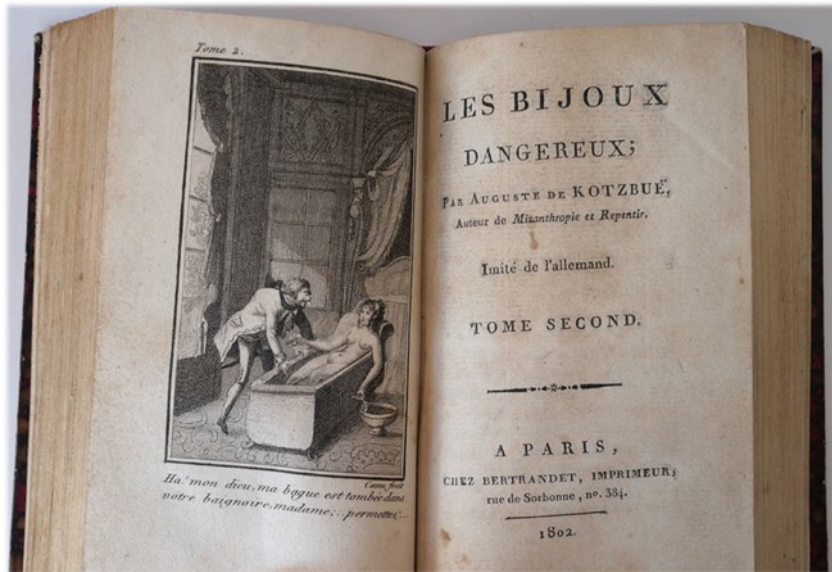 Tome 2.
Ha! mon dieu, ma bague est tombée dans
votre baignoire, madame; .. permettez, ...
LES BIJOUX
DANGEREUX;
PAR AUGUSTE DE KOTZBUË,
Auteur de Misanthropie et Repentir.
Imité de l'allemand.
TOME SECOND.
A PARIS,
CHEZ BERTRANDET, IMPRIMEUR;
rue de Sorbonne, no. 384.
1802.